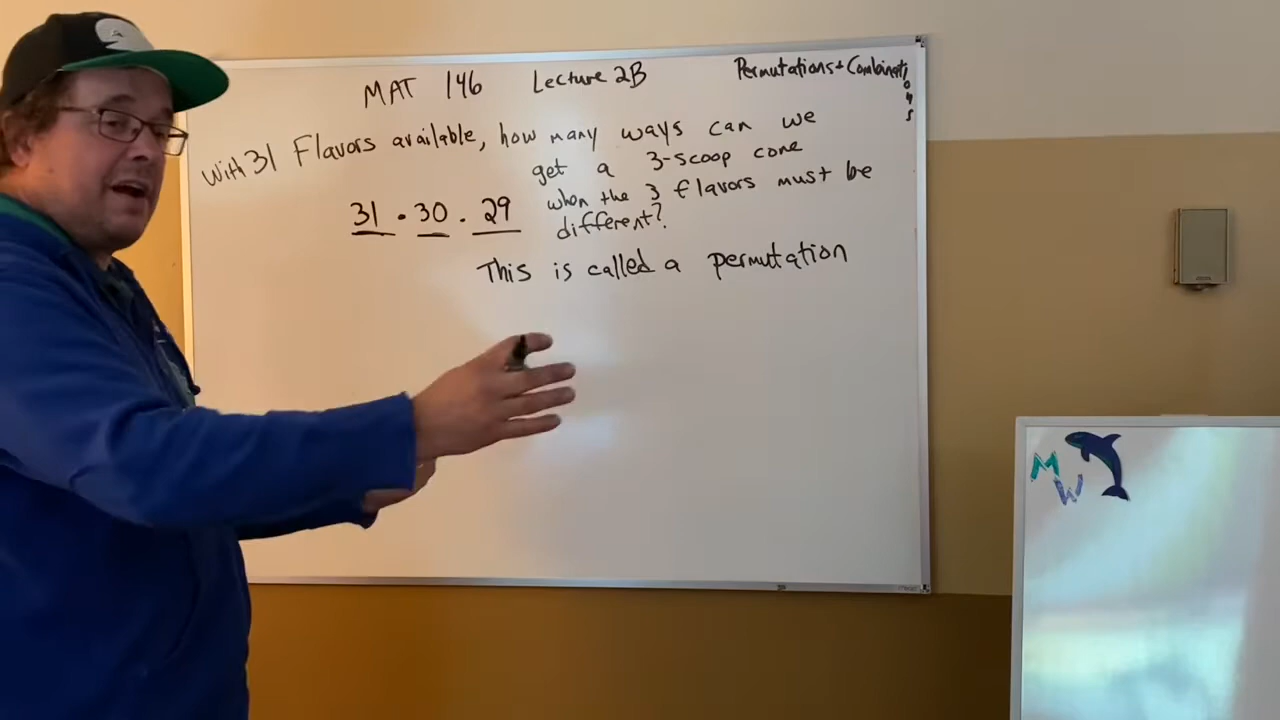 MAT 146 Lecture 2B Permutations + Combinations
With 31 Flavors available, how many ways can we
get a 3-scoop cone
when the 3 flavors must be
different?
31 · 30 . 29
This is called a permutation
M
W